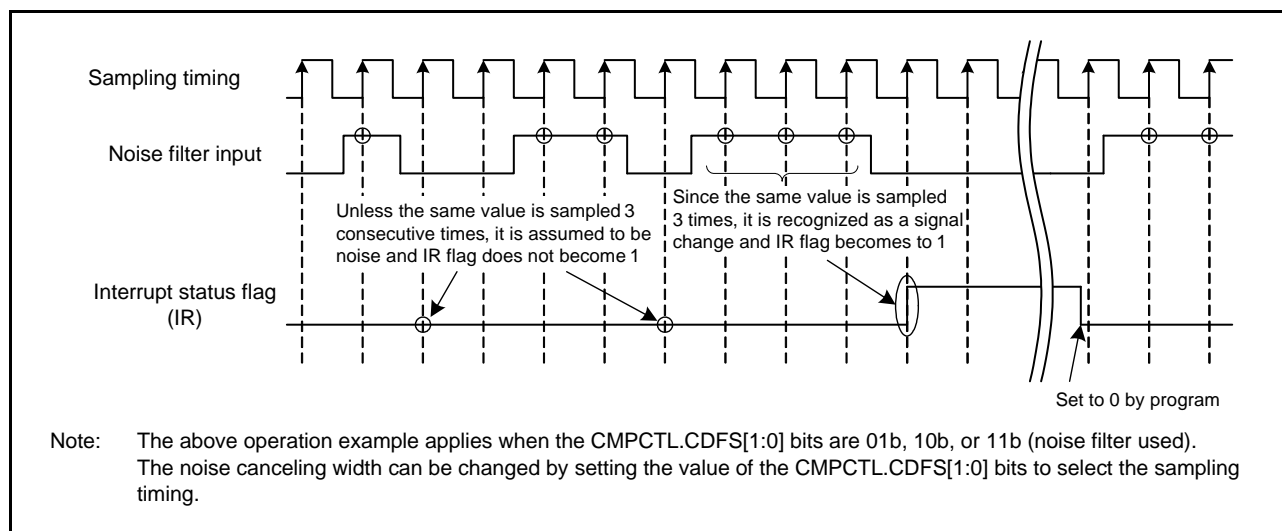 Sampling timing
Noise filter input
Unless the same value is sampled 3
consecutive times, it is assumed to be
noise and IR flag does not become 1
Since the same value is sampled
3 times, it is recognized as a signal
change and IR flag becomes to 1
Interrupt status flag
(IR)
Set to 0 by program
Note: The above operation example applies when the CMPCTL.CDFS[1:0] bits are 01b, 10b, or 11b (noise filter used).
The noise canceling width can be changed by setting the value of the CMPCTL.CDFS[1:0] bits to select the sampling
timing.